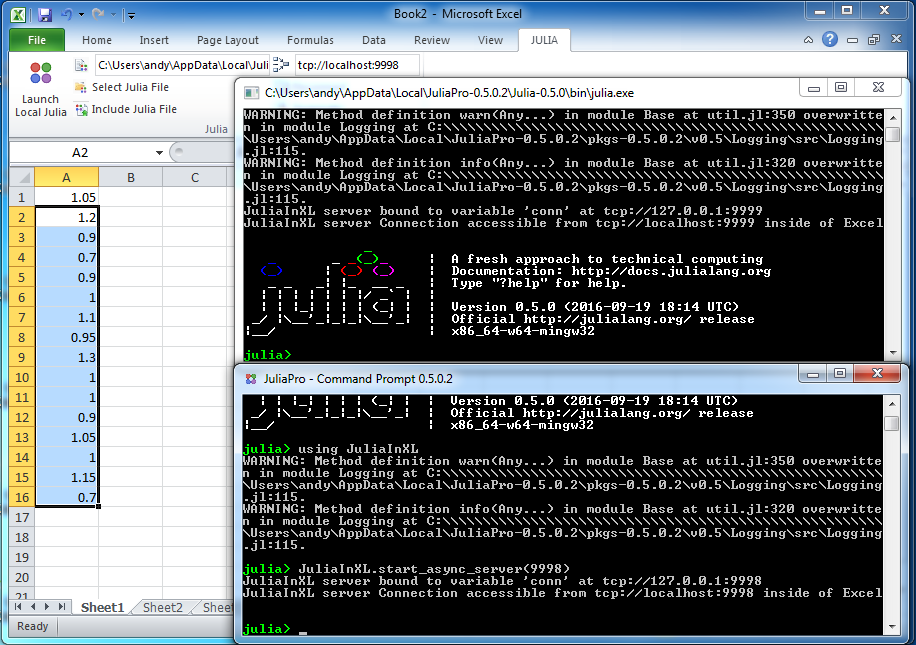 Book2 - Microsoft Excel
File Home Insert Page Layout Formulas Data Review View JULIA
Launch
Local Julia
C:\Users\andy\AppData\Local\Juli
tcp://localhost:9998
Select Julia File
Include Julia File
Julia
A2
A B C
1 1.05
2 1.2
3 0.9
4 0.7
5 0.9
6 1
7 1.1
8 0.95
9 1.3
10 1
11 1
12 0.9
13 1.05
14 1
15 1.15
16 0.7
17
18
19
20
21
Sheet1 Sheet2 Sheet
Ready
C:\Users\andy\AppData\Local\JuliaPro-0.5.0.2\Julia-0.5.0\bin\julia.exe
WARNING: Method definition warn(Any...) in module Base at util.jl:350 overwritte
n in module Logging at C:\\\\\\\\\\\\\\\\\\\\\\\\\\\\\\\\\\\\\\\\\\\\\\\\\\\\\\\
\Users\andy\AppData\Local\JuliaPro-0.5.0.2\pkgs-0.5.0.2\v0.5\Logging\src\Logging
.jl:115.
WARNING: Method definition info(Any...) in module Base at util.jl:320 overwritte
n in module Logging at C:\\\\\\\\\\\\\\\\\\\\\\\\\\\\\\\\\\\\\\\\\\\\\\\\\\\\\\\
\Users\andy\AppData\Local\JuliaPro-0.5.0.2\pkgs-0.5.0.2\v0.5\Logging\src\Logging
.jl:115.
JuliaInXL server bound to variable 'conn' at tcp://127.0.0.1:9999
JuliaInXL server Connection accessible from tcp://localhost:9999 inside of Excel
A fresh approach to technical computing
Documentation: http://docs.julialang.org
Type "?help" for help.
Version 0.5.0 (2016-09-19 18:14 UTC)
Official http://julialang.org/ release
x86_64-w64-mingw32
julia>
JuliaPro - Command Prompt 0.5.0.2
Version 0.5.0 (2016-09-19 18:14 UTC)
Official http://julialang.org/ release
x86_64-w64-mingw32
julia> using JuliaInXL
WARNING: Method definition warn(Any...) in module Base at util.jl:350 overwritte
n in module Logging at C:\\\\\\\\\\\\\\\\\\\\\\\\\\\\\\\\\\\\\\\\\\\\\\\\\\\\\\\
\Users\andy\AppData\Local\JuliaPro-0.5.0.2\pkgs-0.5.0.2\v0.5\Logging\src\Logging
.jl:115.
WARNING: Method definition info(Any...) in module Base at util.jl:320 overwritte
n in module Logging at C:\\\\\\\\\\\\\\\\\\\\\\\\\\\\\\\\\\\\\\\\\\\\\\\\\\\\\\\
\Users\andy\AppData\Local\JuliaPro-0.5.0.2\pkgs-0.5.0.2\v0.5\Logging\src\Logging
.jl:115.
julia> JuliaInXL.start_async_server(9998)
JuliaInXL server bound to variable 'conn' at tcp://127.0.0.1:9998
JuliaInXL server Connection accessible from tcp://localhost:9998 inside of Excel
julia> _